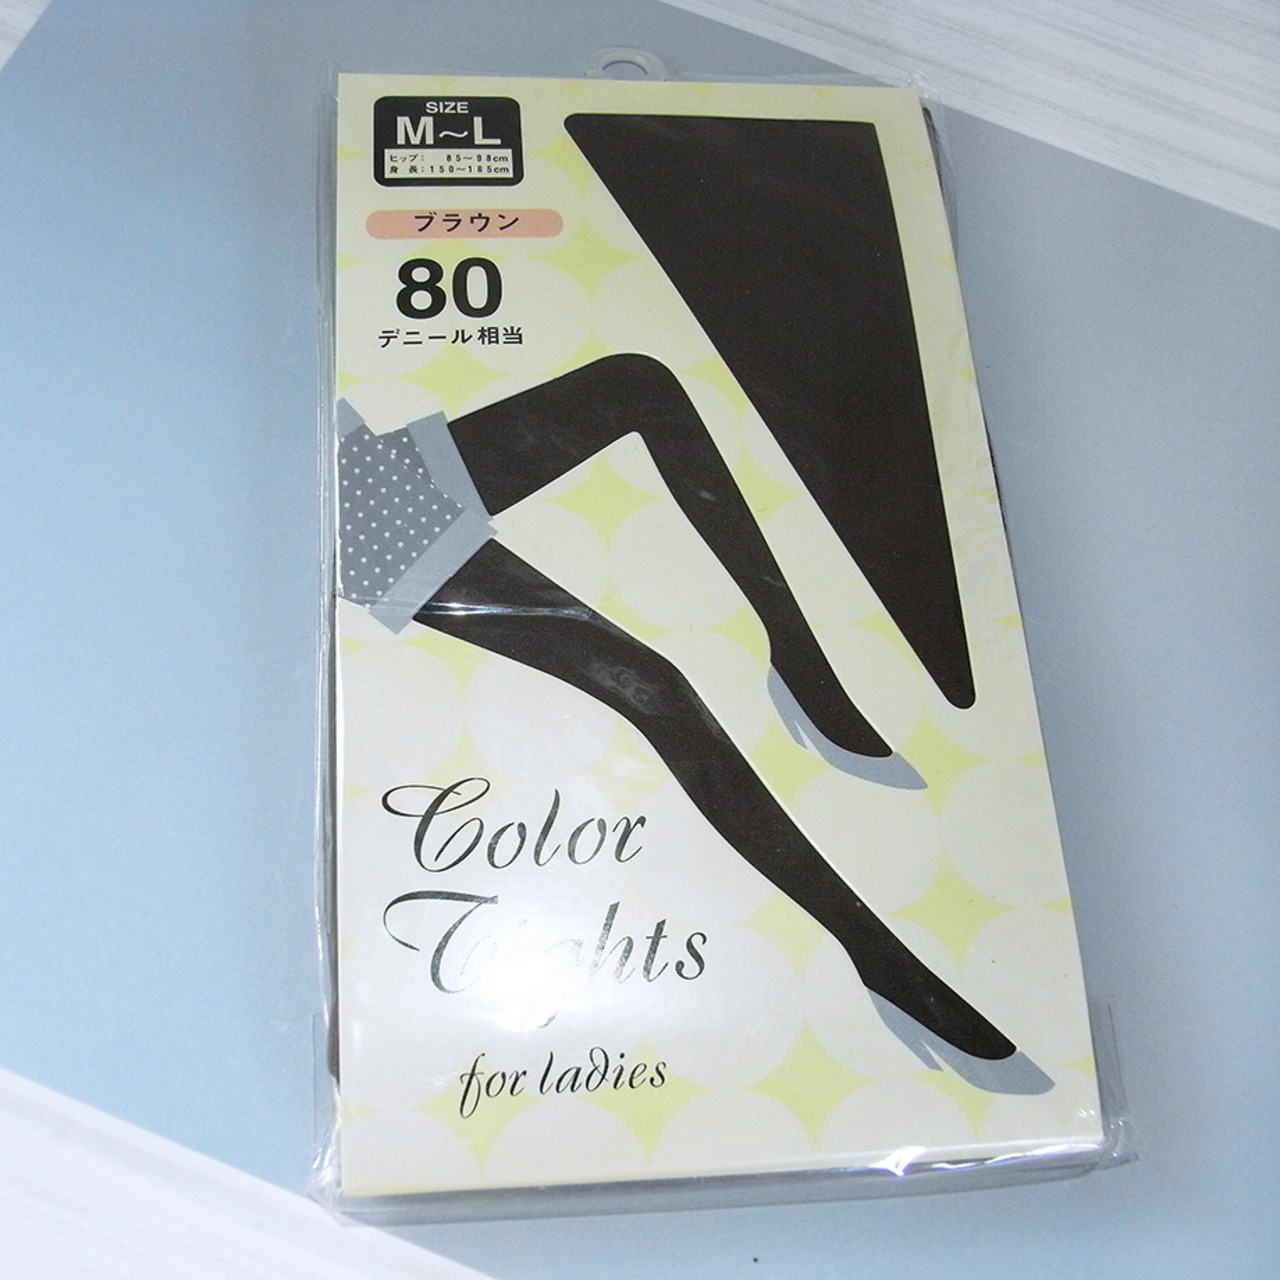 SIZE
M～L
ヒップ： 85～98cm
身 長：150～165cm
ブラウン
80
デニール相当
Color
Tights
for ladies